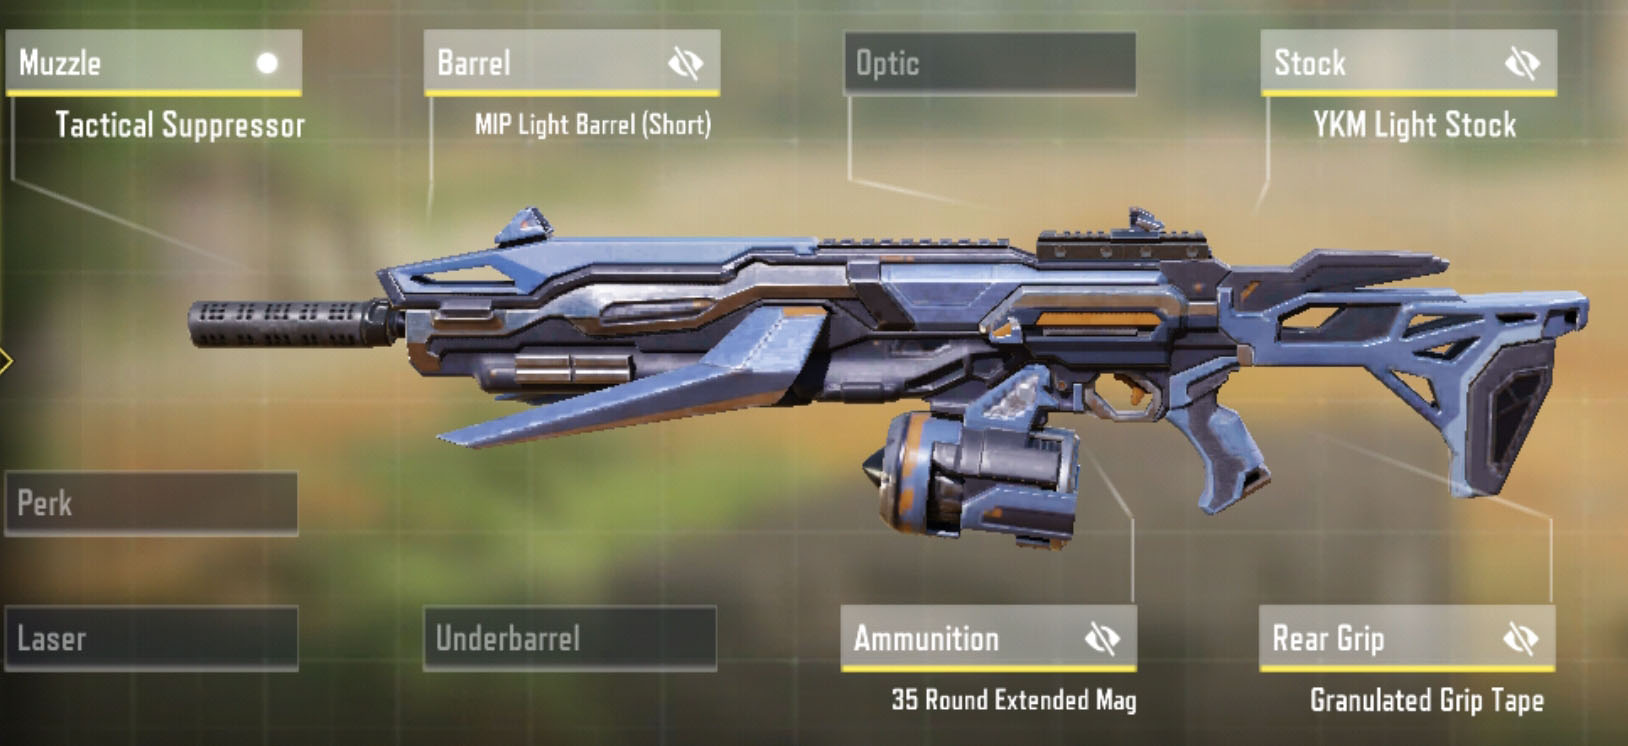 Muzzle
Barrel
Optic
Stock
Tactical Suppressor
MIP Light Barrel (Short)
YKM Light Stock
Perk
Laser
Underbarrel
Ammunition
Rear Grip
35 Round Extended Mag
Granulated Grip Tape